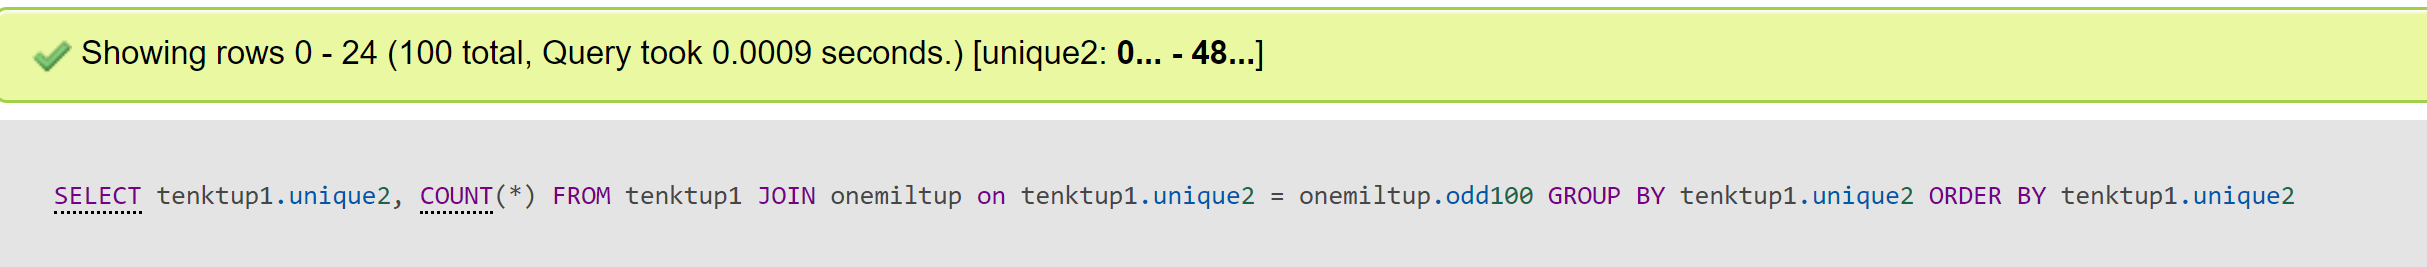 Showing rows 0 - 24 (100 total, Query took 0.0009 seconds.) [unique2: 0... - 48...]
SELECT tenktup1.unique2, COUNT(*) FROM tenktup1 JOIN onemiltup on tenktup1.unique2 = onemiltup.odd100 GROUP BY tenktup1.unique2 ORDER BY tenktup1.unique2